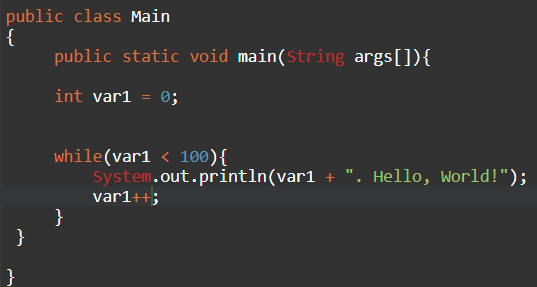 public class Main
{
public static void main(String args[]){
int var1 = 0;
while(var1 < 100){
System.out.println(var1 + ". Hello, World!");
var1++;
}
}
}